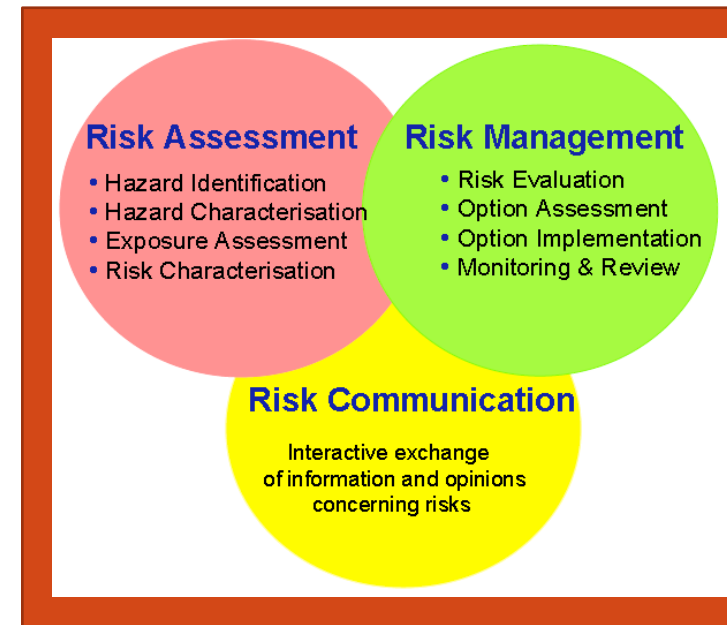 Risk Assessment
• Hazard Identification
• Hazard Characterisation
• Exposure Assessment
• Risk Characterisation
Risk Management
• Risk Evaluation
• Option Assessment
• Option Implementation
• Monitoring & Review
Risk Communication
Interactive exchange
of information and opinions
concerning risks